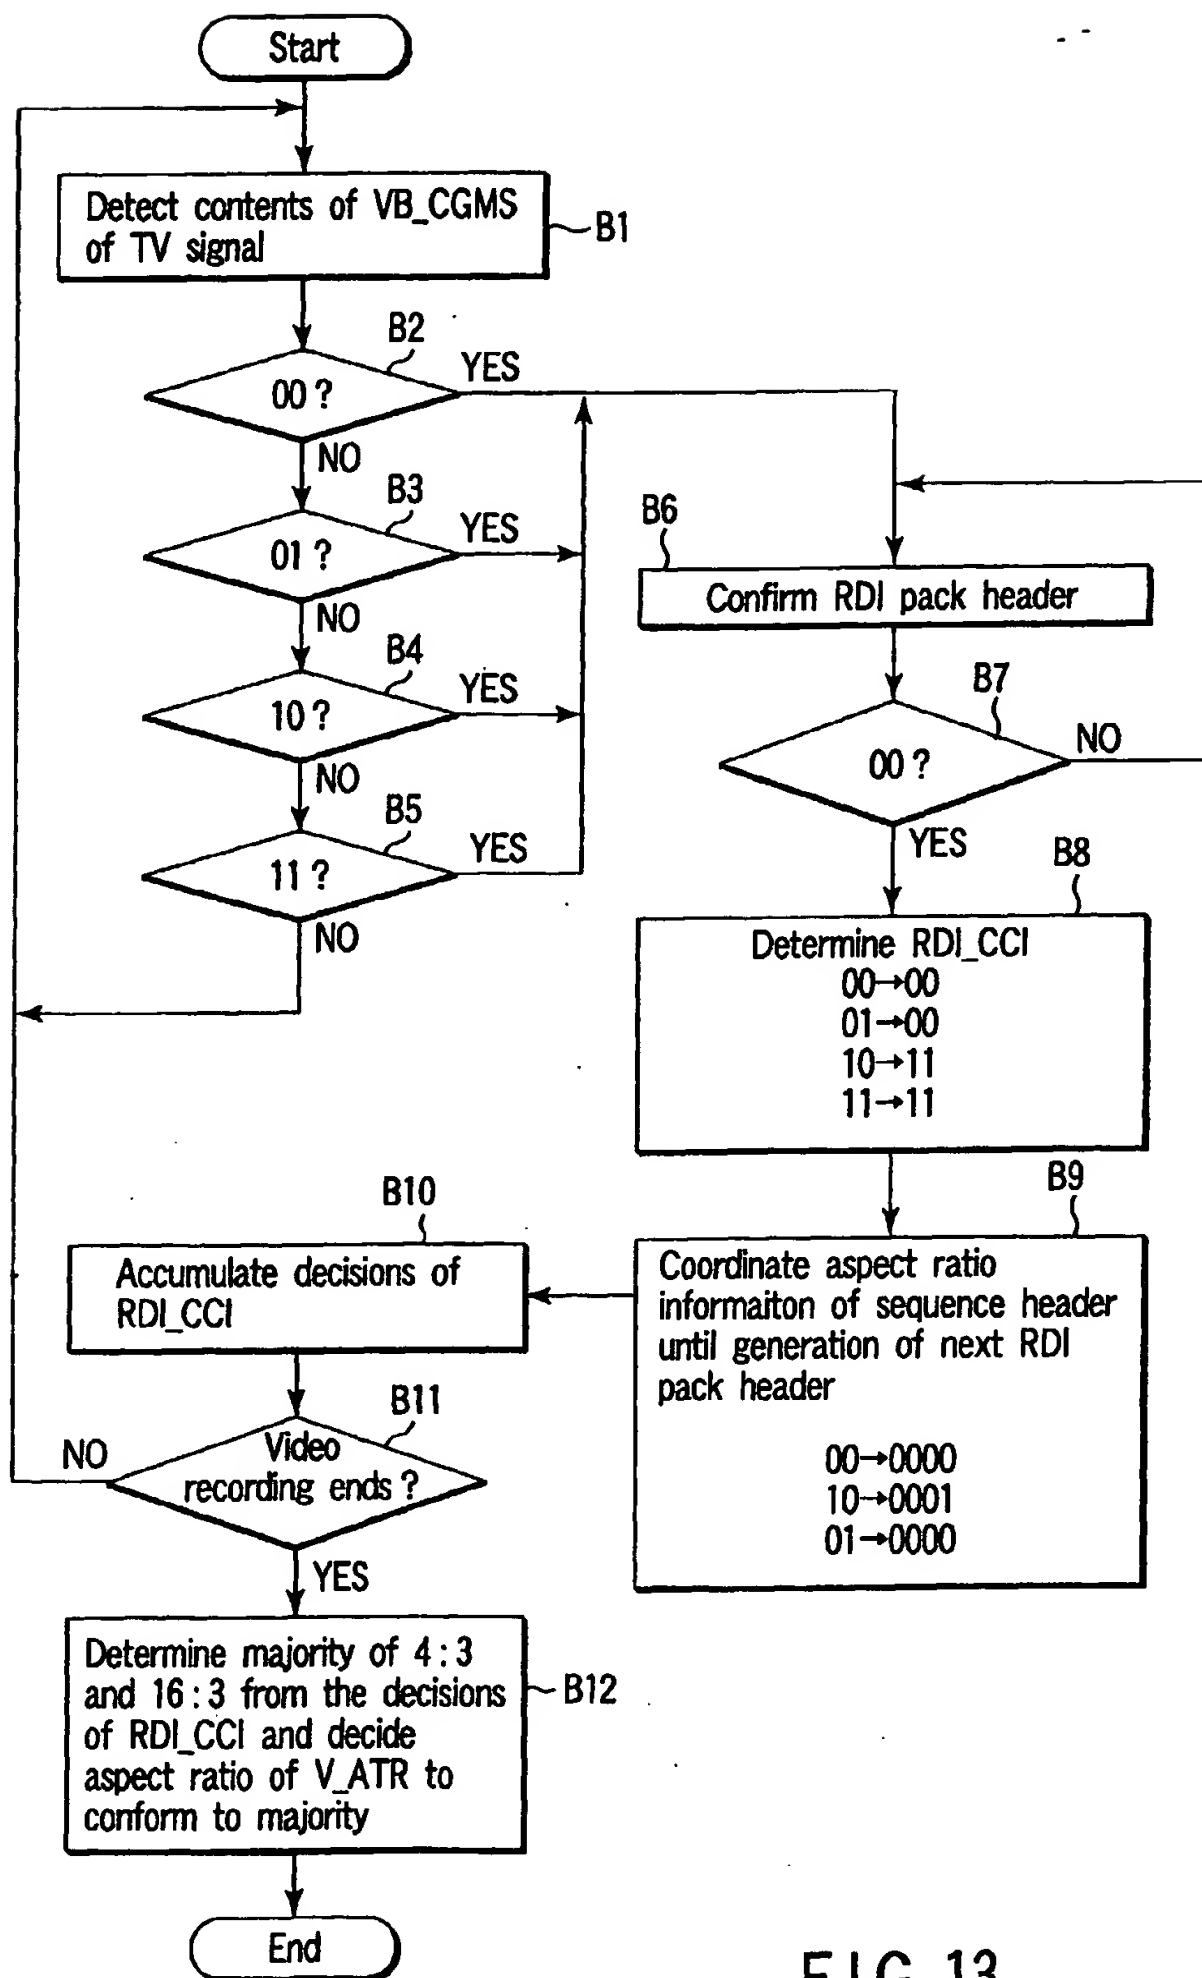 Start
Detect contents of VB_CGMS
of TV signal
B1
B2
00 ?
YES
NO
B3
01 ?
YES
NO
B4
10 ?
YES
NO
B5
11 ?
YES
NO
B6
Confirm RDI pack header
B7
00 ?
NO
YES
B8
Determine RDI_CCI
00→00
01→00
10→11
11→11
B9
Coordinate aspect ratio
informaiton of sequence header
until generation of next RDI
pack header
00→0000
10→0001
01→0000
B10
Accumulate decisions of
RDI_CCI
B11
Video
recording ends ?
NO
YES
Determine majority of 4 : 3
and 16 : 3 from the decisions
of RDI_CCI and decide
aspect ratio of V_ATR to
conform to majority
B12
End
FIG. 13